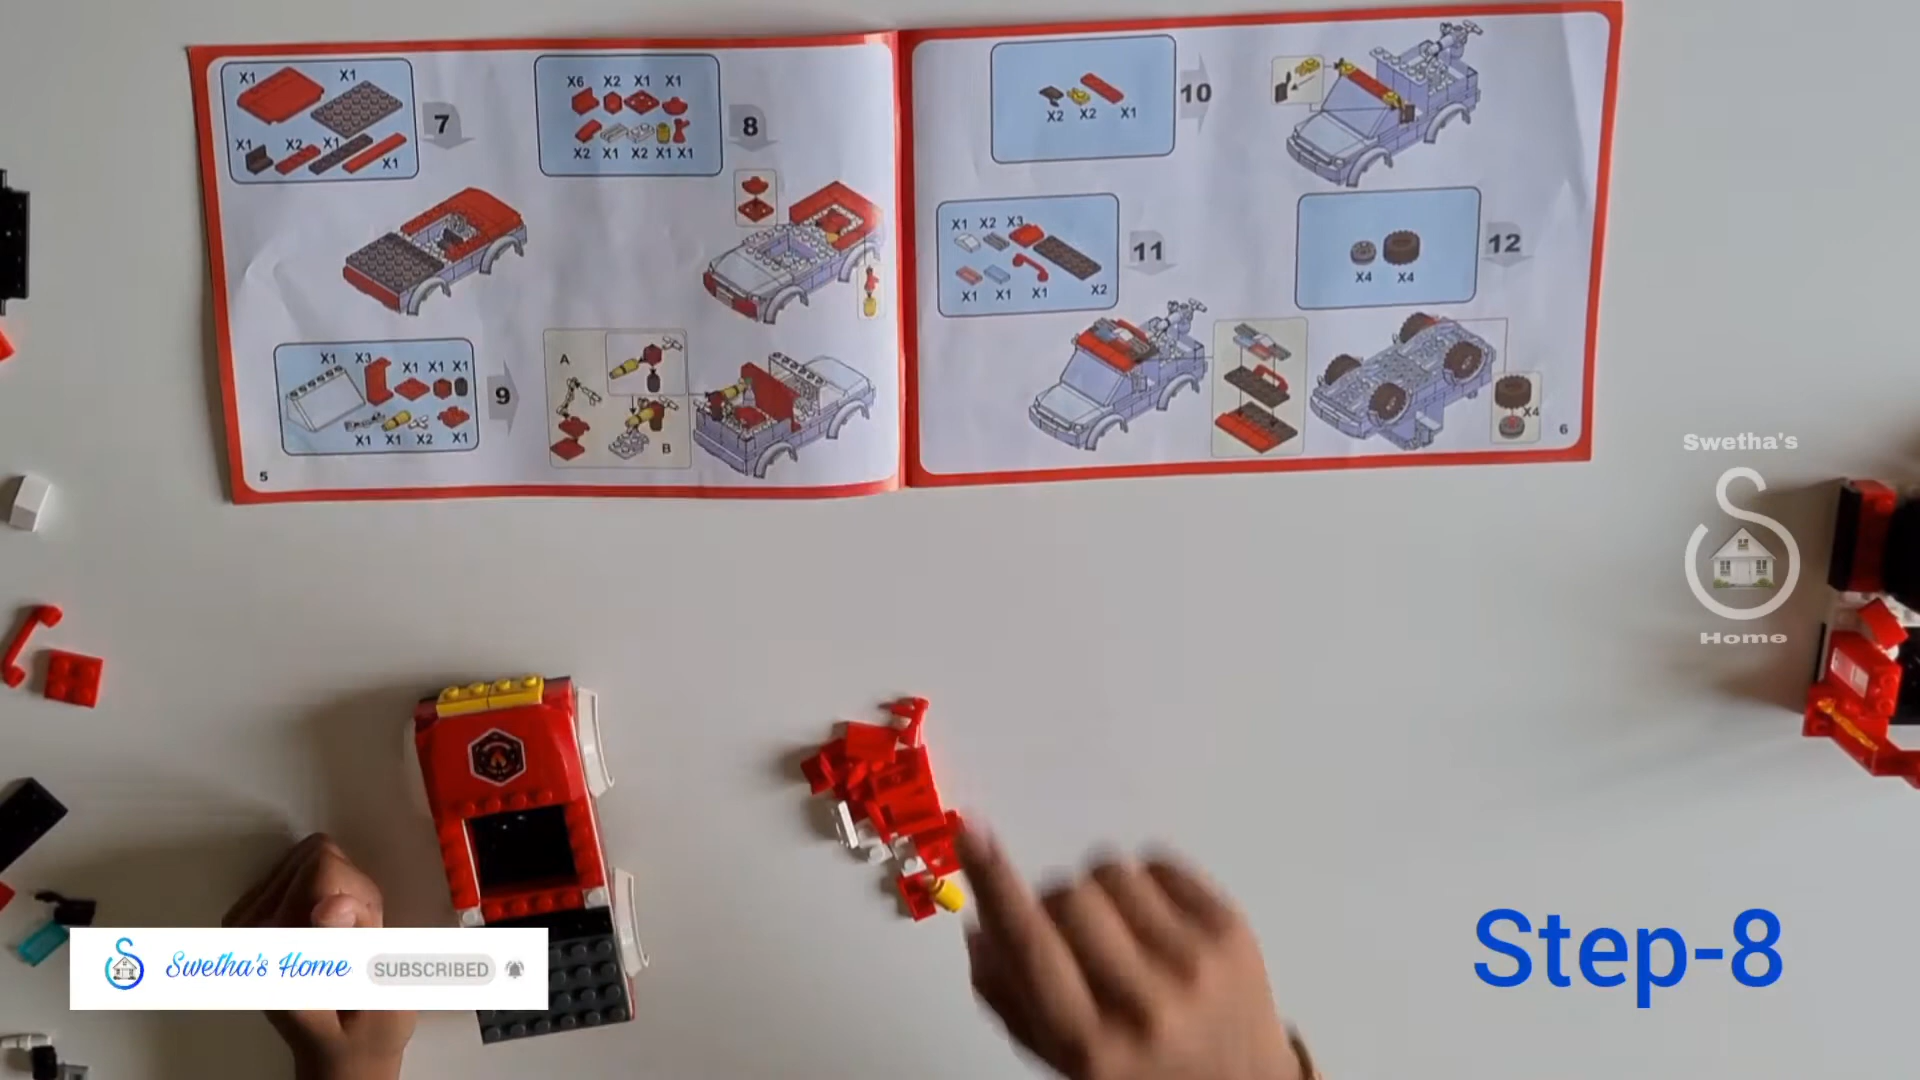 X1 X1
X1 X2 X1 X1
7
X6 X2 X1 X1
X2 X1 X2 X1 X1
8
X1 X3 X1 X1 X1
X1 X1 X2 X1
9
A
B
5
X2 X2 X1
10
X1 X2 X3
X1 X1 X1 X2
11
X4 X4
12
X4
6
Swetha's
Home
Swetha's Home SUBSCRIBED
Step-8